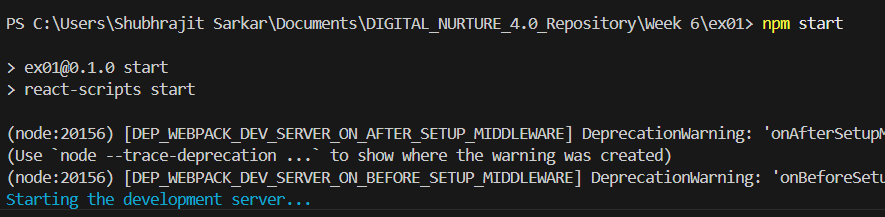 PS C:\Users\Shubhrajit Sarkar\Documents\DIGITAL_NURTURE_4.0_Repository\Week 6\ex01> npm start
> ex01@0.1.0 start
> react-scripts start
(node:20156) [DEP_WEBPACK_DEV_SERVER_ON_AFTER_SETUP_MIDDLEWARE] DeprecationWarning: 'onAfterSetupM
(Use `node --trace-deprecation ...` to show where the warning was created)
(node:20156) [DEP_WEBPACK_DEV_SERVER_ON_BEFORE_SETUP_MIDDLEWARE] DeprecationWarning: 'onBeforeSetu
Starting the development server...